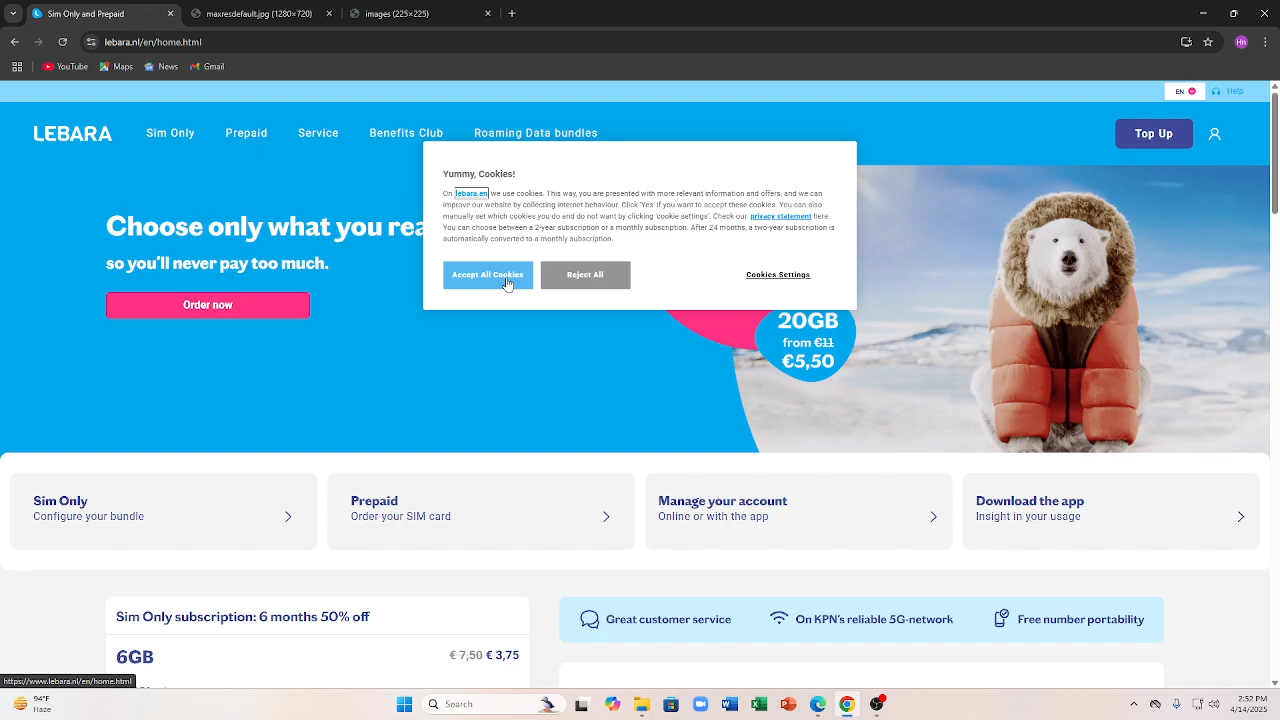 Sim Only and Prepaid
maxresdefault.jpg (1280×720)
images (225×225)
lebara.nl/en/home.html
Hn
YouTube
Maps
News
Gmail
EN
Help
LEBARA
Sim Only
Prepaid
Service
Benefits Club
Roaming Data bundles
Top Up
Yummy, Cookies!
On lebara.en we use cookies. This way, you are presented with more relevant information and offers, and we can
improve our website by collecting internet behaviour. Click 'Yes' if you want to accept these cookies. You can also
manually set which cookies you do and do not want by clicking 'cookie settings'. Check our privacy statement here.
You can choose between a 2-year subscription or a monthly subscription. After 24 months, a two-year subscription is
automatically converted to a monthly subscription.
Accept All Cookies
Reject All
Cookies Settings
Choose only what you rea
so you'll never pay too much.
Order now
20GB
from €11
€5,50
Sim Only
Configure your bundle
Prepaid
Order your SIM card
Manage your account
Online or with the app
Download the app
Insight in your usage
Sim Only subscription: 6 months 50% off
6GB
€ 7,50 € 3,75
Great customer service
On KPN's reliable 5G-network
Free number portability
https://www.lebara.nl/en/home.html
94°F
Haze
Search
2:52 PM
4/14/2025